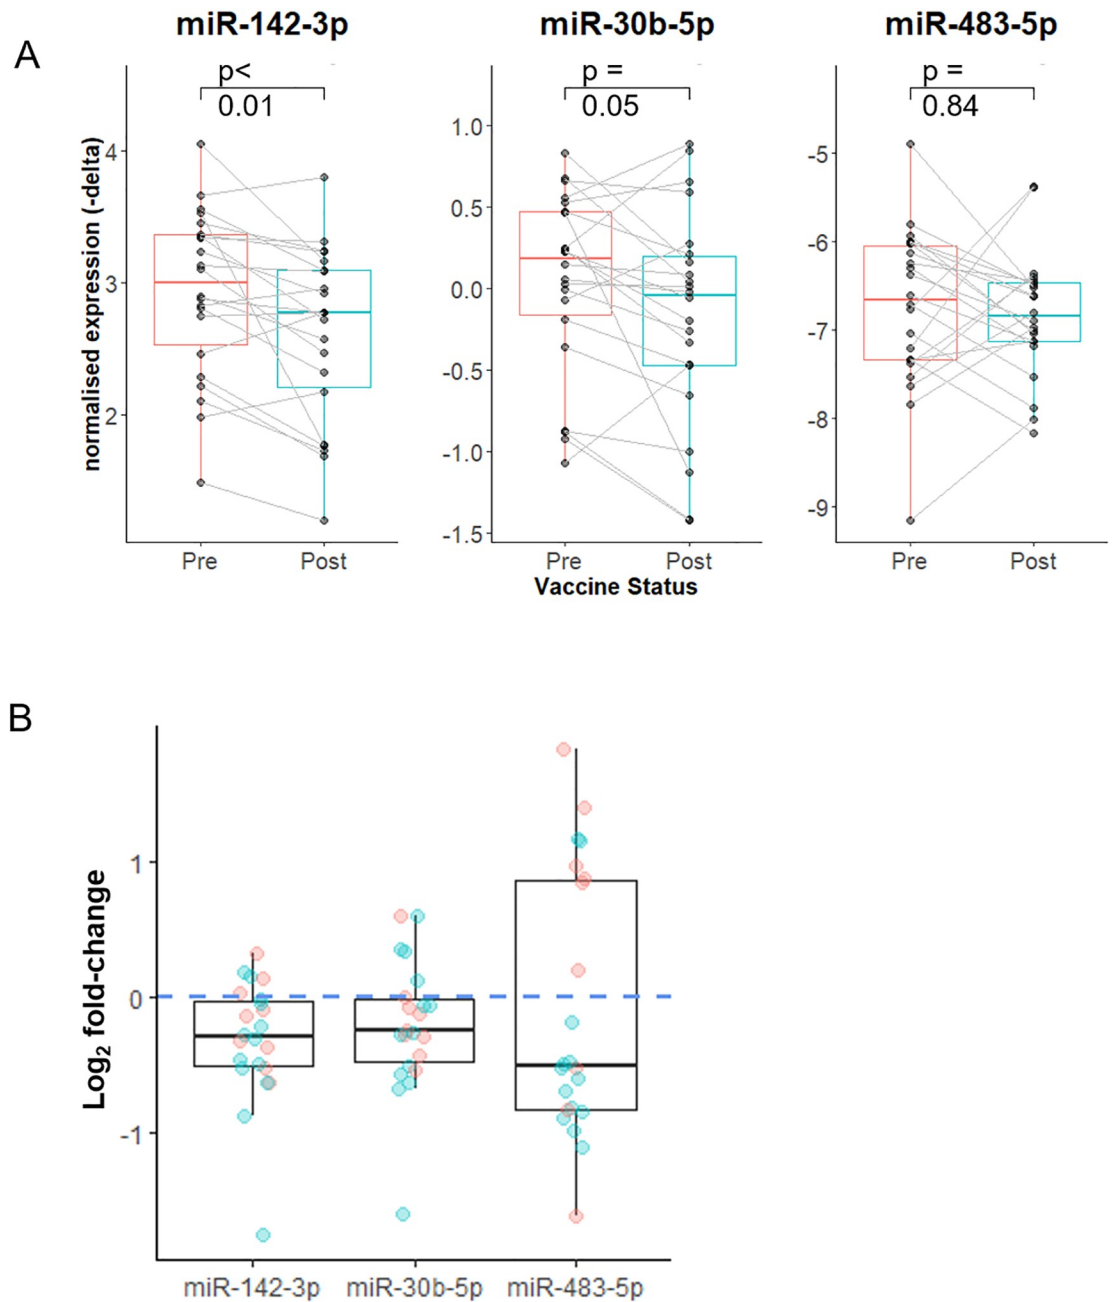 miR-142-3p miR-30b-5p miR-483-5p
A
p< p = p =
0.01 0.05 0.84
normalised expression (-delta)
4
3
2
1.0
0.5
0.0
-0.5
-1.0
-1.5
-5
-6
-7
-8
-9
Pre Post Pre Post Pre Post
Vaccine Status
B
Log2 fold-change
1
0
-1
miR-142-3p miR-30b-5p miR-483-5p